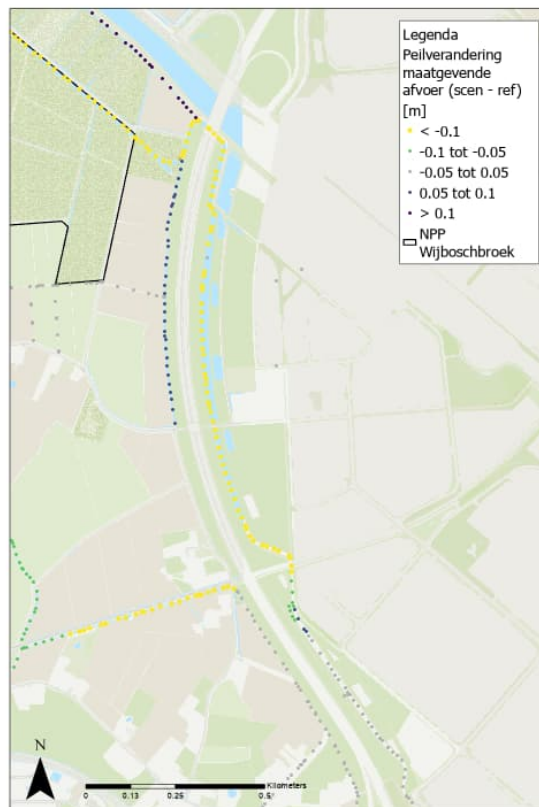 Legenda
Peilverandering
maatgevende
afvoer (scen - ref)
[m]
< -0.1
-0.1 tot -0.05
-0.05 tot 0.05
0.05 tot 0.1
> 0.1
NPP
Wijboschbroek
N
Kilometers
0 0.13 0.25 0.5